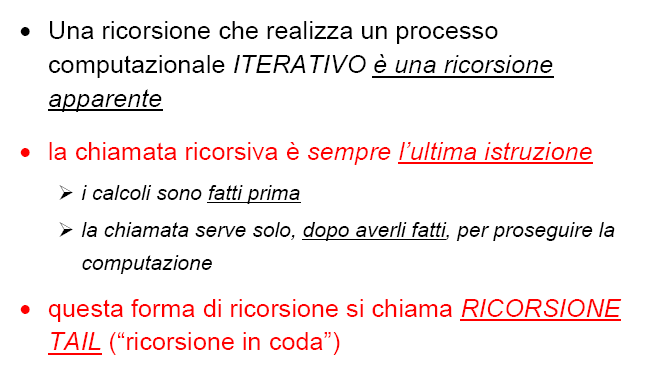 • Una ricorsione che realizza un processo
computazionale ITERATIVO è una ricorsione
apparente
• la chiamata ricorsiva è sempre l'ultima istruzione
➢ i calcoli sono fatti prima
➢ la chiamata serve solo, dopo averli fatti, per proseguire la
computazione
• questa forma di ricorsione si chiama RICORSIONE
TAIL (“ricorsione in coda”)